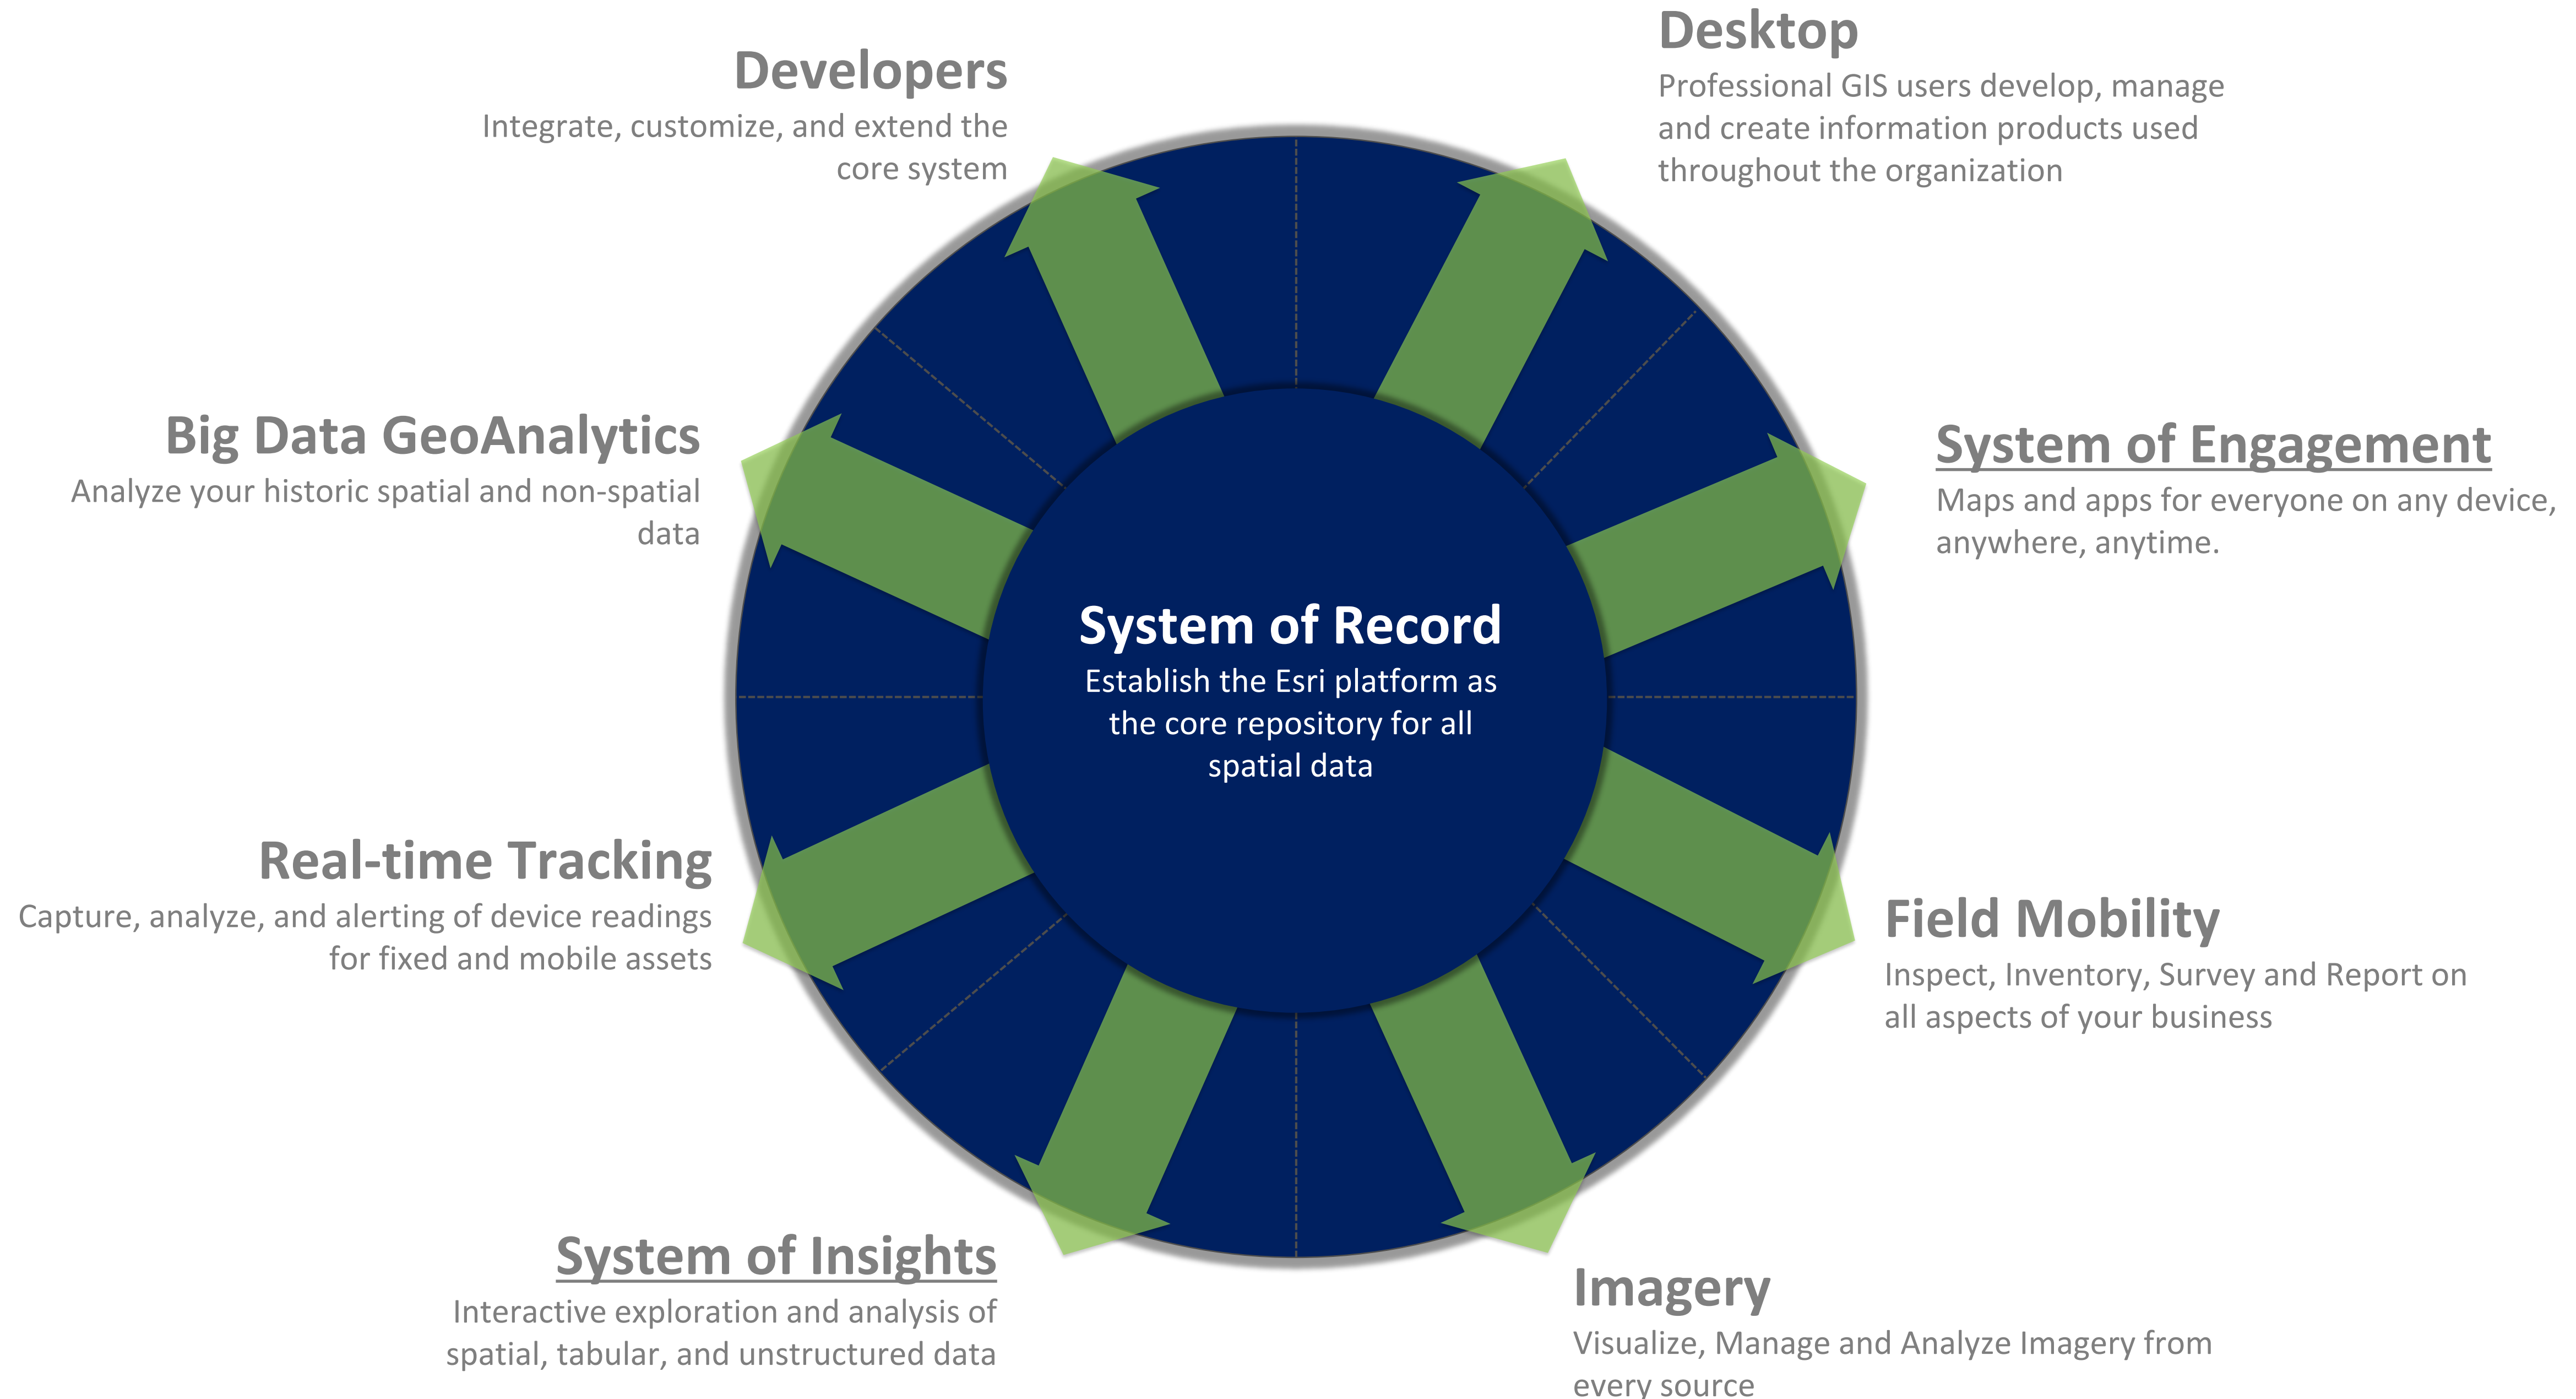 Desktop
Professional GIS users develop, manage
and create information products used
throughout the organization
Developers
Integrate, customize, and extend the
core system
System of Engagement
Maps and apps for everyone on any device,
anywhere, anytime.
Big Data GeoAnalytics
Analyze your historic spatial and non-spatial
data
System of Record
Establish the Esri platform as
the core repository for all
spatial data
Real-time Tracking
Capture, analyze, and alerting of device readings
for fixed and mobile assets
Field Mobility
Inspect, Inventory, Survey and Report on
all aspects of your business
System of Insights
Interactive exploration and analysis of
spatial, tabular, and unstructured data
Imagery
Visualize, Manage and Analyze Imagery from
every source